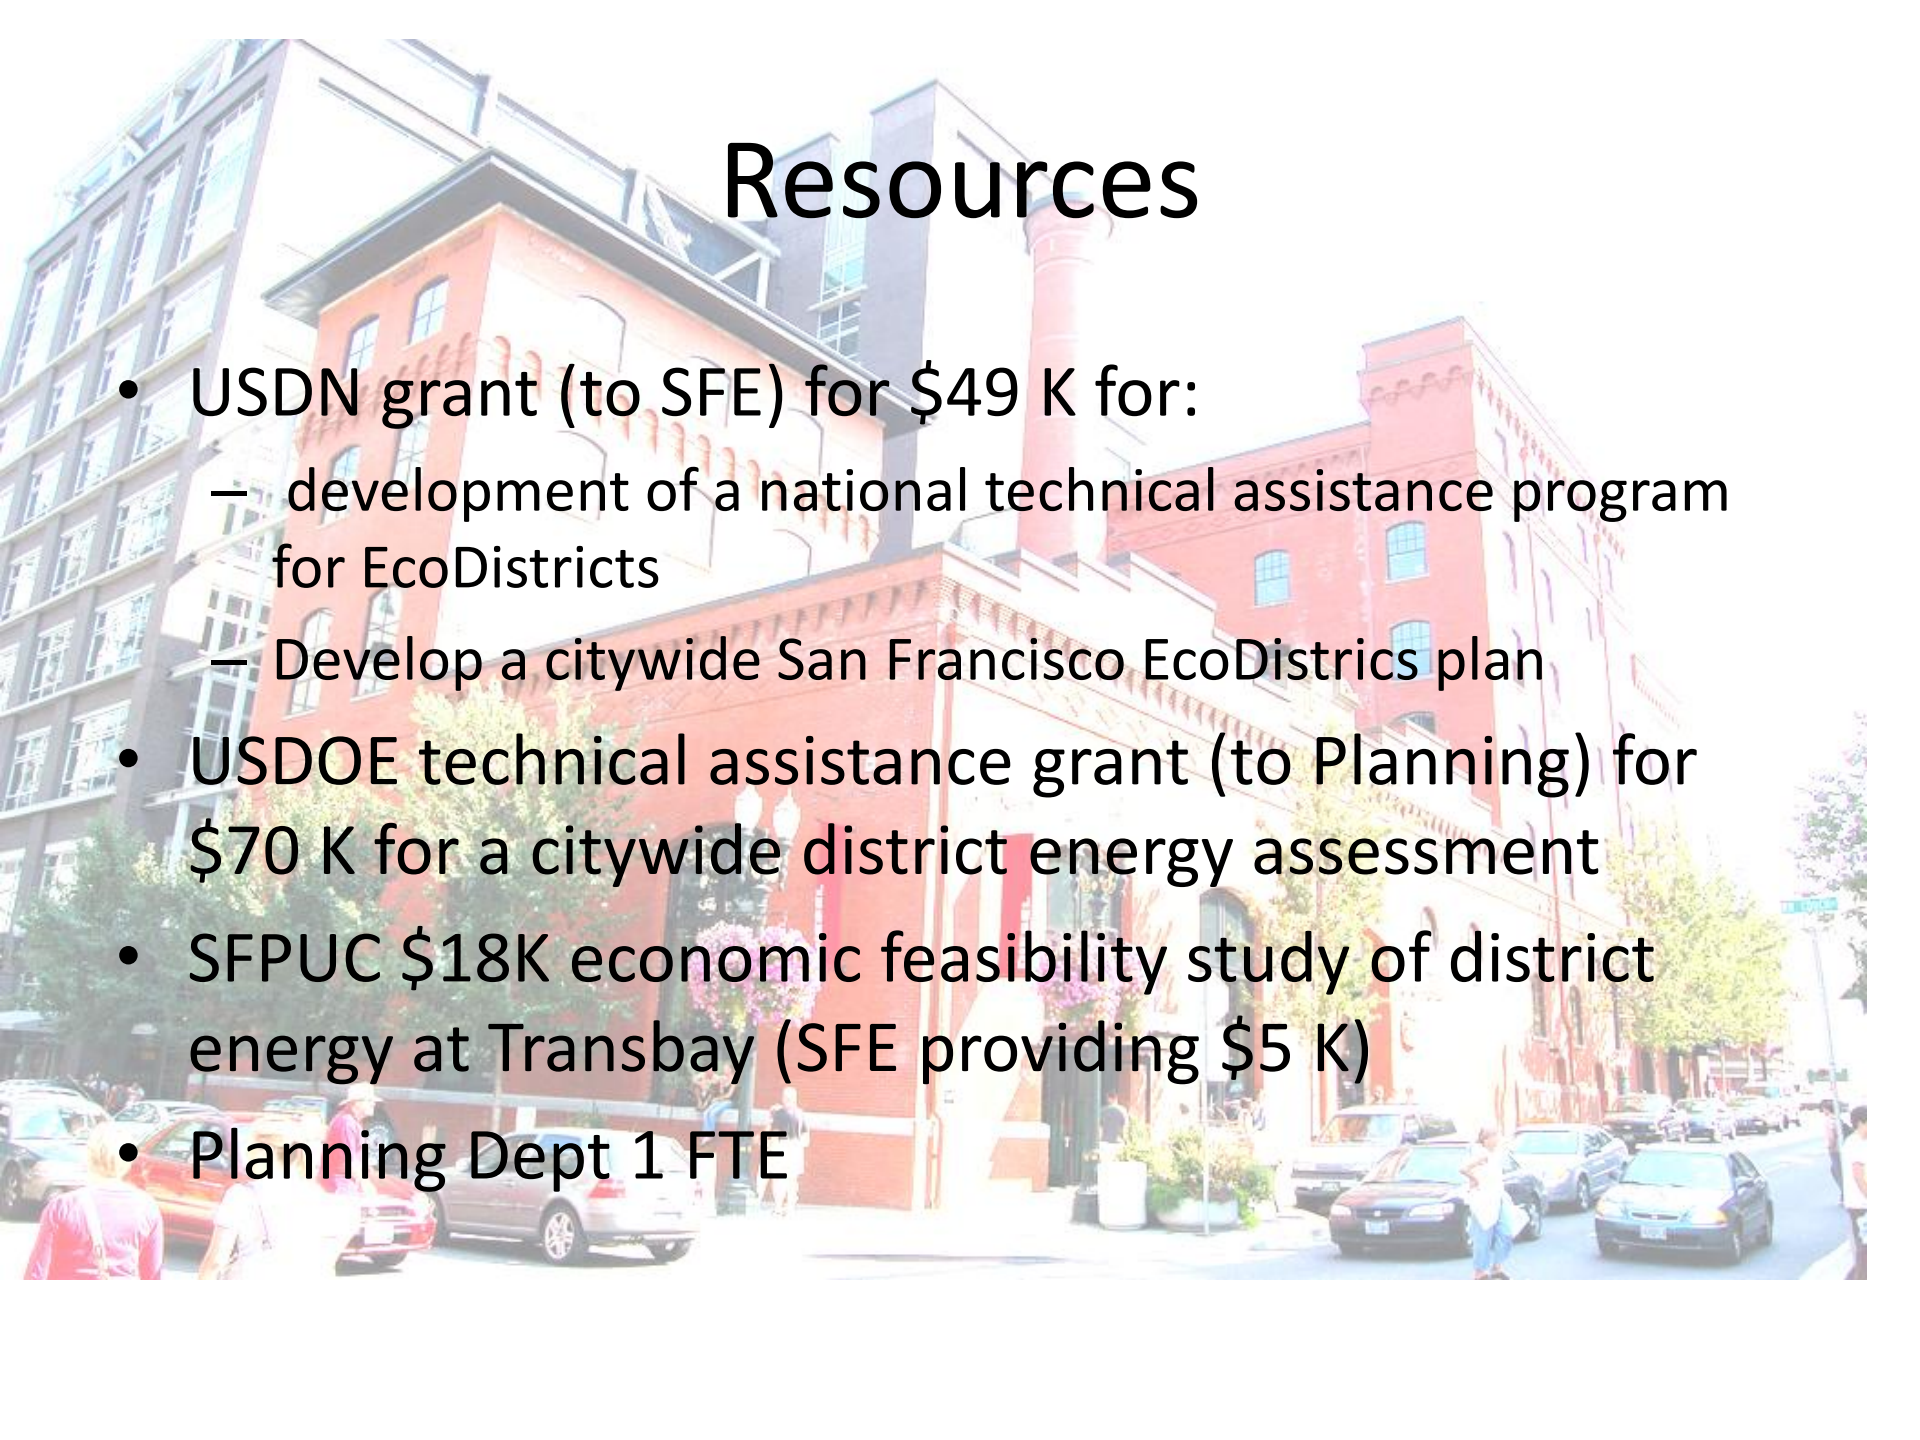 Resources
• USDN grant (to SFE) for $49 K for:
– development of a national technical assistance program
for EcoDistricts
– Develop a citywide San Francisco EcoDistrics plan
• USDOE technical assistance grant (to Planning) for
$70 K for a citywide district energy assessment
• SFPUC $18K economic feasibility study of district
energy at Transbay (SFE providing $5 K)
• Planning Dept 1 FTE